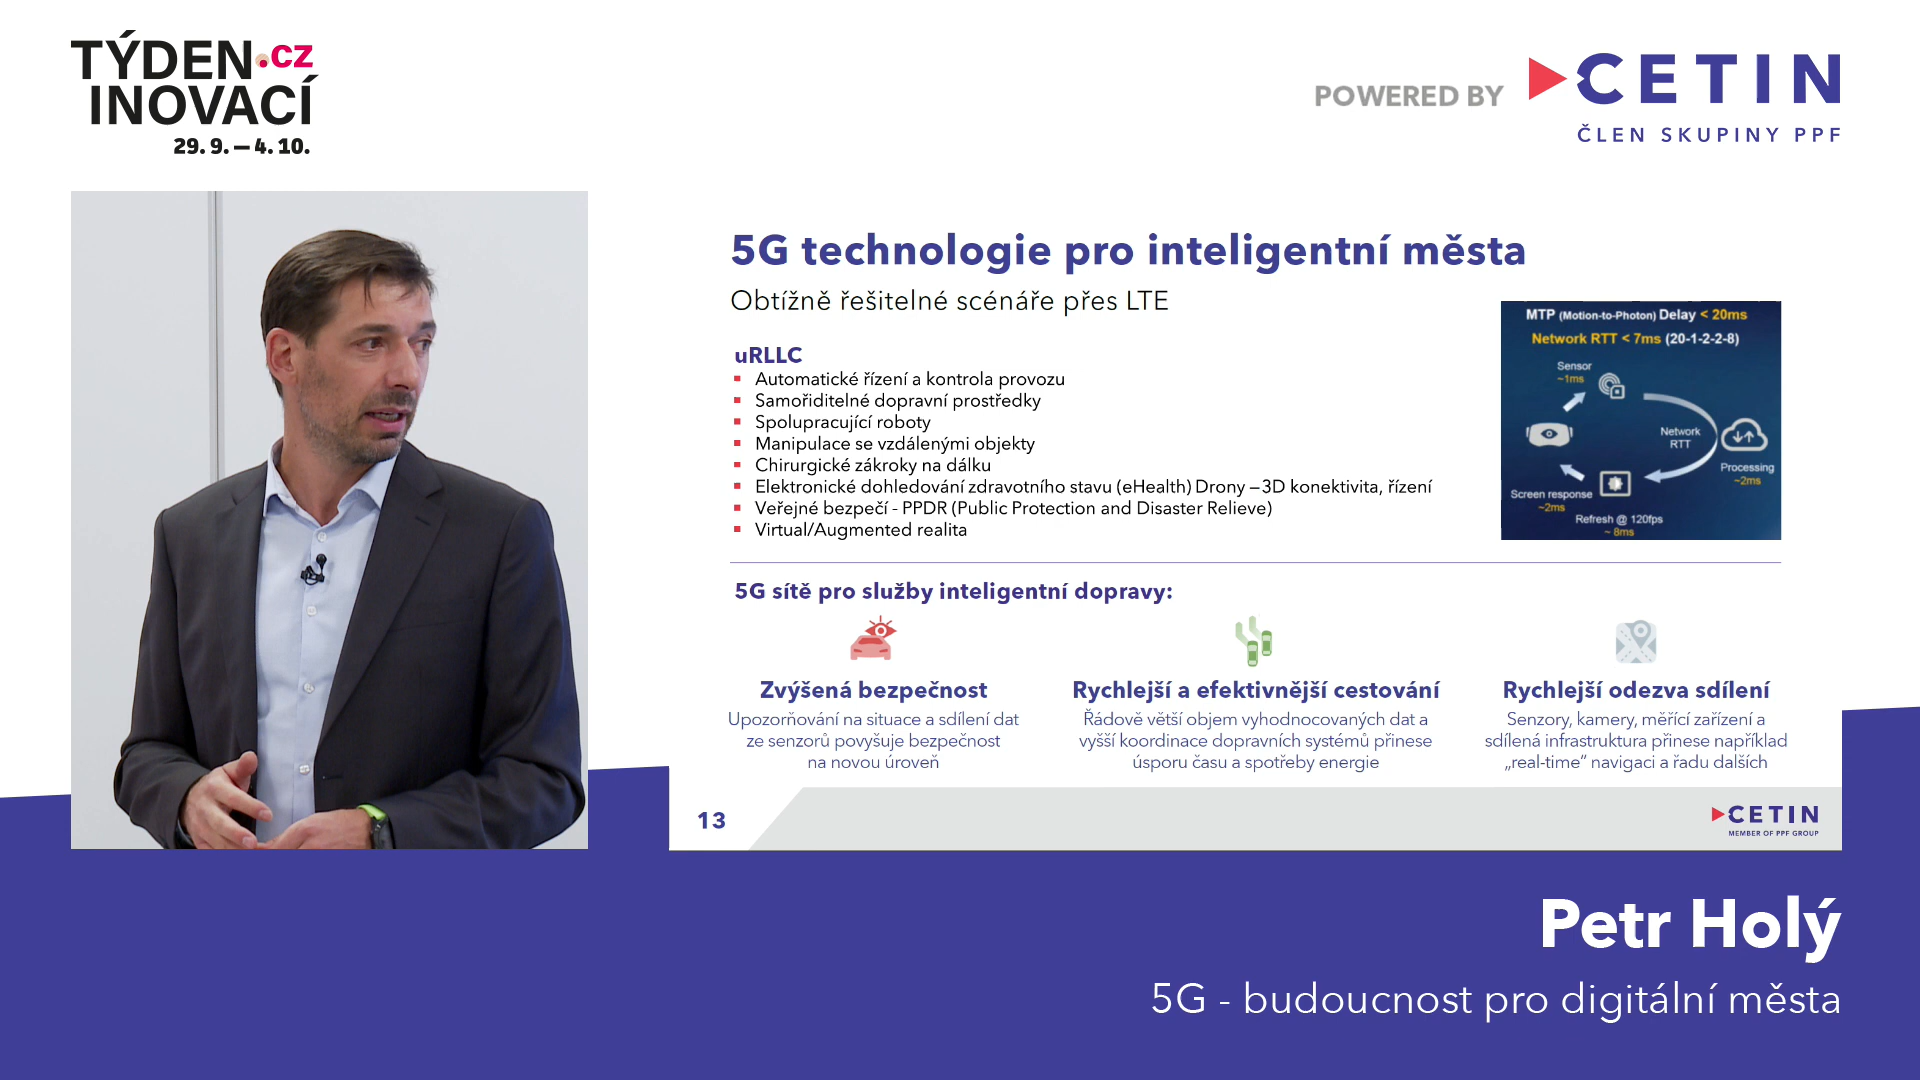 TÝDEN.cz
INOVACÍ
29. 9. — 4. 10.
POWERED BY
CETIN
ČLEN SKUPINY PPF
5G technologie pro inteligentní města
Obtížně řešitelné scénáře přes LTE
uRLLC
Automatické řízení a kontrola provozu
Samořiditelné dopravní prostředky
Spolupracující roboty
Manipulace se vzdálenými objekty
Chirurgické zákroky na dálku
Elektronické dohledování zdravotního stavu (eHealth) Drony – 3D konektivita, řízení
Veřejné bezpečí - PPDR (Public Protection and Disaster Relieve)
Virtual/Augmented realita
MTP (Motion-to-Photon) Delay < 20ms
Network RTT < 7ms (20-1-2-2-8)
Sensor
~1ms
Network
RTT
Processing
~2ms
Screen response
~2ms
Refresh @ 120fps
~ 8ms
5G sítě pro služby inteligentní dopravy:
Zvýšená bezpečnost
Upozorňování na situace a sdílení dat
ze senzorů povyšuje bezpečnost
na novou úroveň
Rychlejší a efektivnější cestování
Řádově větší objem vyhodnocovaných dat a
vyšší koordinace dopravních systémů přinese
úsporu času a spotřeby energie
Rychlejší odezva sdílení
Senzory, kamery, měřící zařízení a
sdílená infrastruktura přinese například
„real-time“ navigaci a řadu dalších
13
CETIN
MEMBER OF PPF GROUP
Petr Holý
5G - budoucnost pro digitální města